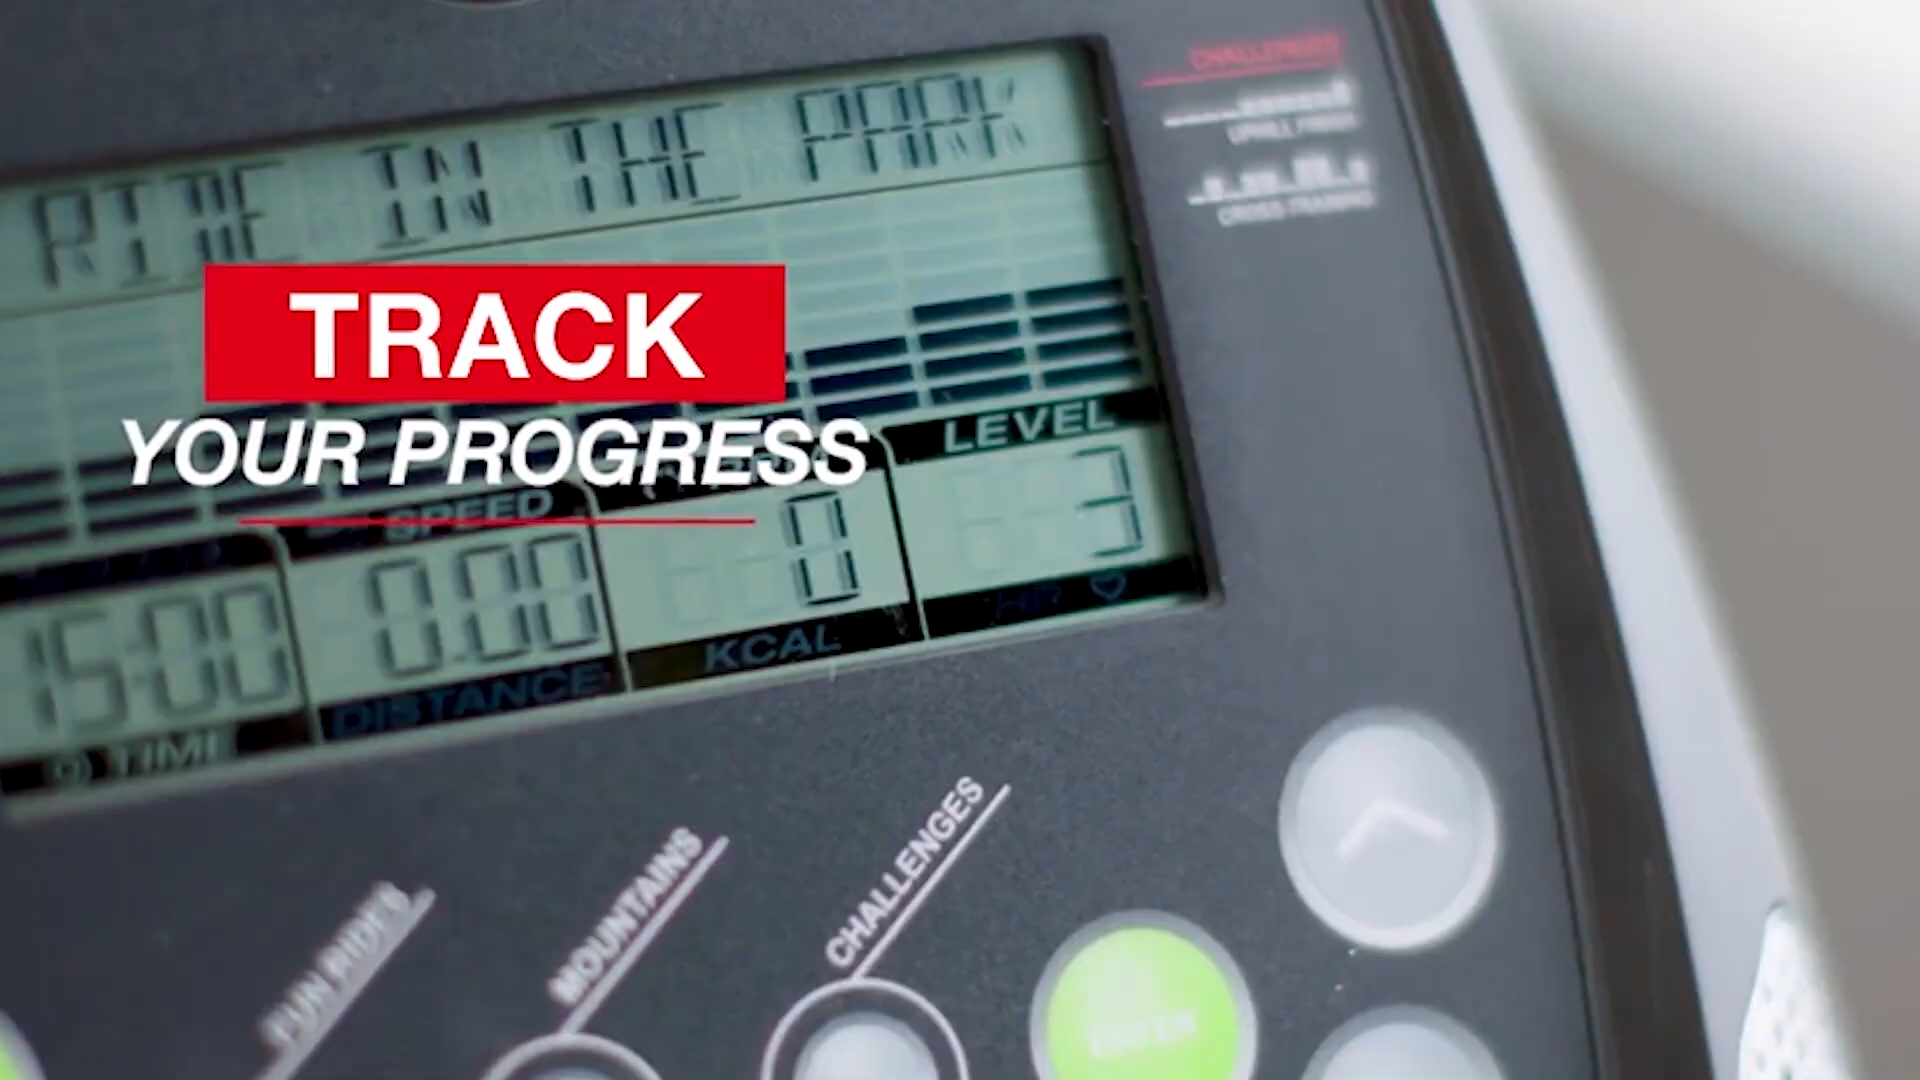 RIDE IN THE PARK
CHALLENGES
UPHILL FINISH
CROSS TRAINING
TRACK
YOUR PROGRESS
SPEED
LEVEL
15:00
0.00
0
3
TIME
DISTANCE
KCAL
HR
FUN RIDES
MOUNTAINS
CHALLENGES
ENTER